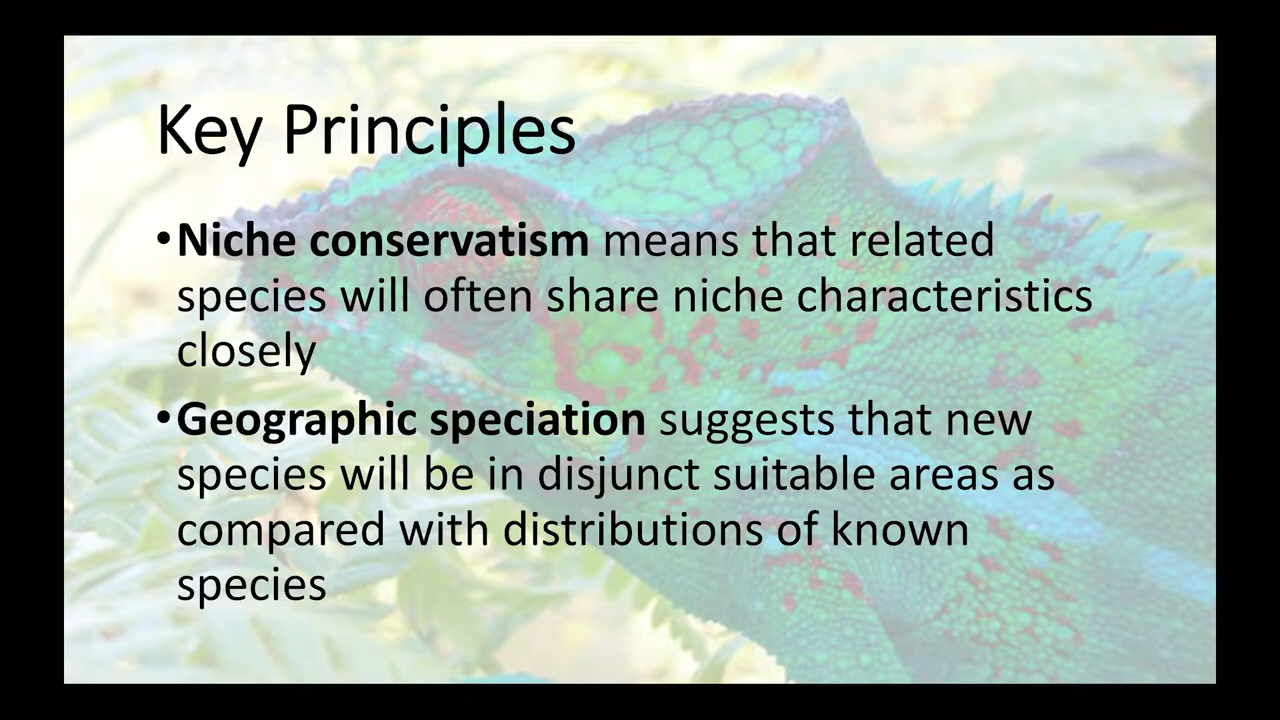 Key Principles
•Niche conservatism means that related
species will often share niche characteristics
closely
•Geographic speciation suggests that new
species will be in disjunct suitable areas as
compared with distributions of known
species